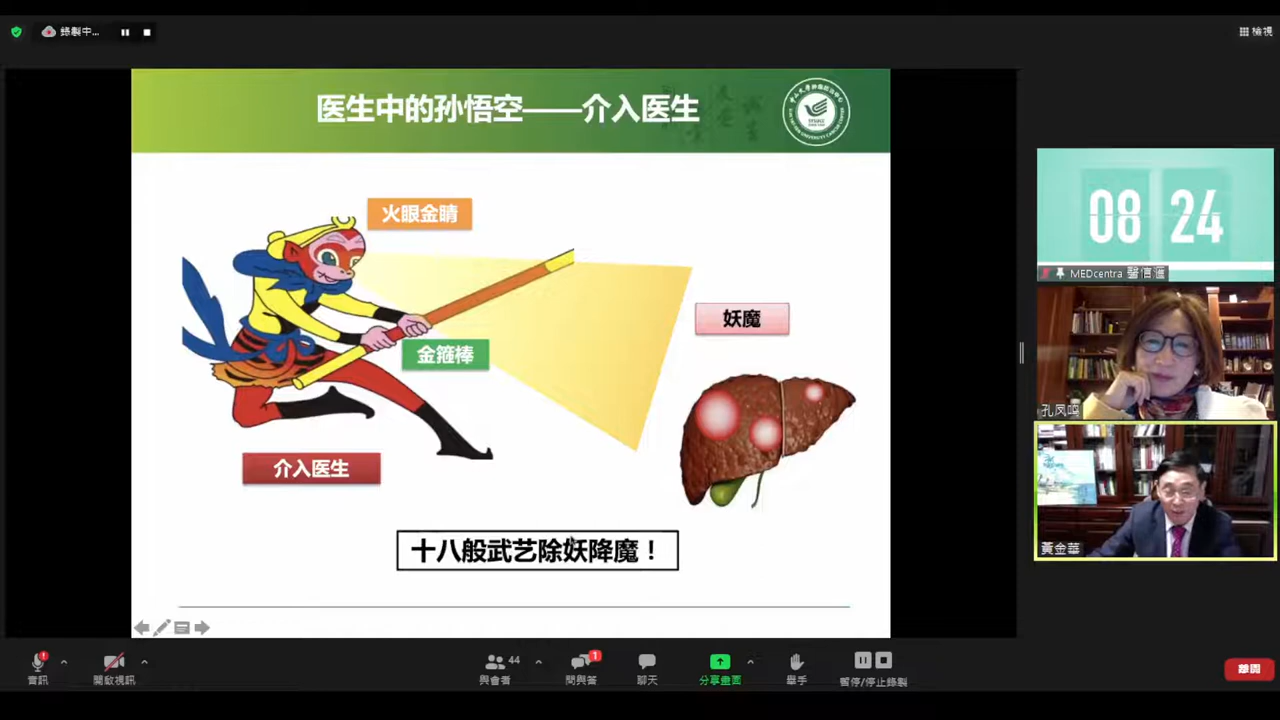 錄製中...
檢視
医生中的孙悟空——介入医生
火眼金睛
妖魔
金箍棒
介入医生
十八般武艺除妖降魔！
08 24
MEDcentra 醫信滙
孔凤鸣
黃金華
音訊
開啟視訊
44
與會者
1
問與答
聊天
分享畫面
舉手
暫停/停止錄製
離開